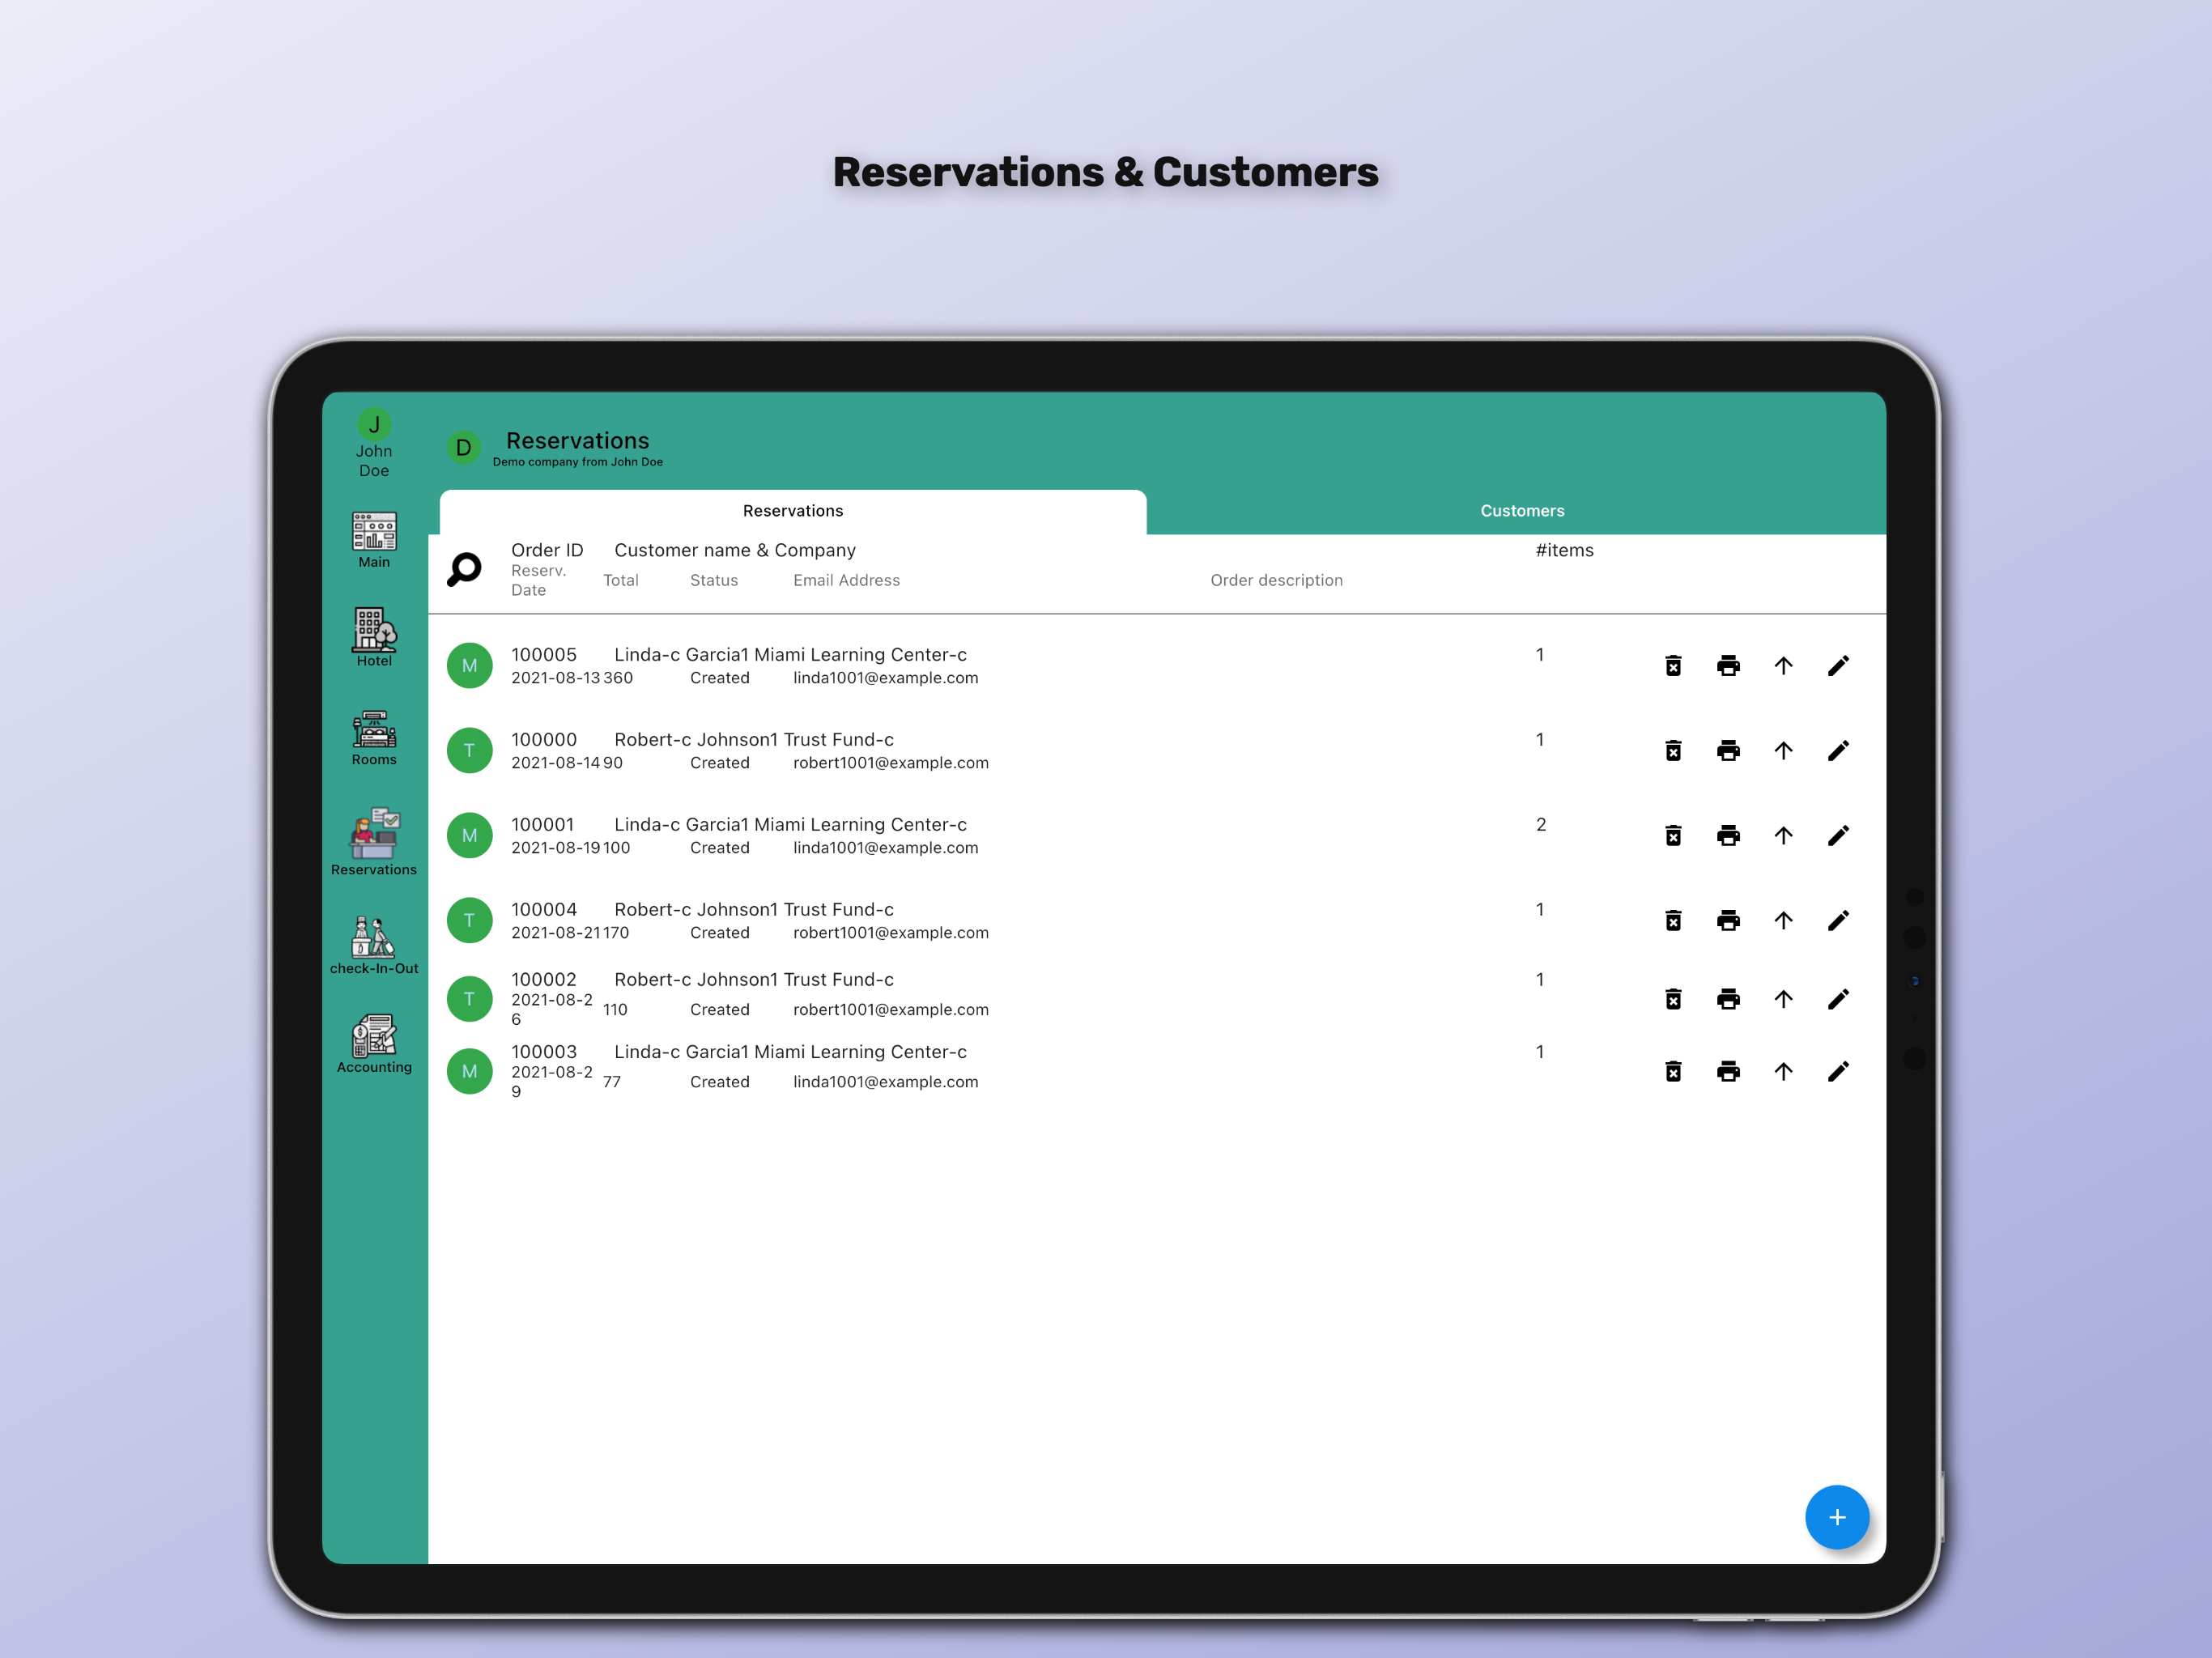 Reservations & Customers
J
John
Doe
D
Reservations
Demo company from John Doe
Main
Hotel
Rooms
Reservations
check-In-Out
Accounting
Reservations
Customers
Order ID Customer name & Company #items
Reserv.
Date Total Status Email Address Order description
M
100005 Linda-c Garcia1 Miami Learning Center-c 1
2021-08-13 360 Created linda1001@example.com
T
100000 Robert-c Johnson1 Trust Fund-c 1
2021-08-14 90 Created robert1001@example.com
M
100001 Linda-c Garcia1 Miami Learning Center-c 2
2021-08-19 100 Created linda1001@example.com
T
100004 Robert-c Johnson1 Trust Fund-c 1
2021-08-21 170 Created robert1001@example.com
T
100002 Robert-c Johnson1 Trust Fund-c 1
2021-08-2
6 110 Created robert1001@example.com
M
100003 Linda-c Garcia1 Miami Learning Center-c 1
2021-08-2
9 77 Created linda1001@example.com
+